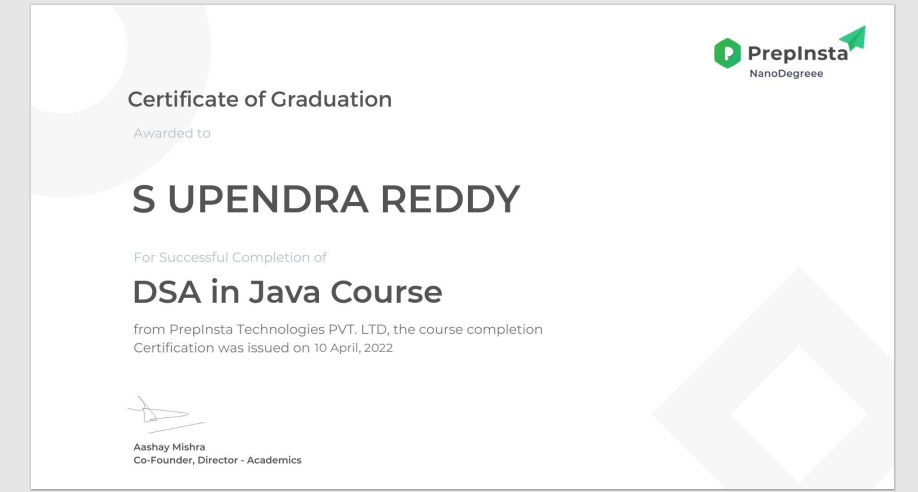 PrepInsta
NanoDegreee
Certificate of Graduation
Awarded to
S UPENDRA REDDY
For Successful Completion of
DSA in Java Course
from PrepInsta Technologies PVT. LTD, the course completion
Certification was issued on 10 April, 2022
Aashay Mishra
Co-Founder, Director - Academics